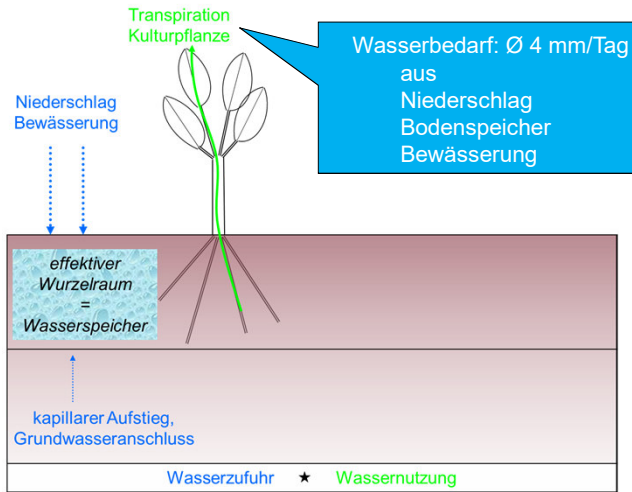 Transpiration
Kulturpflanze
Wasserbedarf: Ø 4 mm/Tag
aus
Niederschlag
Bodenspeicher
Bewässerung
Niederschlag
Bewässerung
effektiver
Wurzelraum
=
Wasserspeicher
kapillarer Aufstieg,
Grundwasseranschluss
Wasserzufuhr ★ Wassernutzung